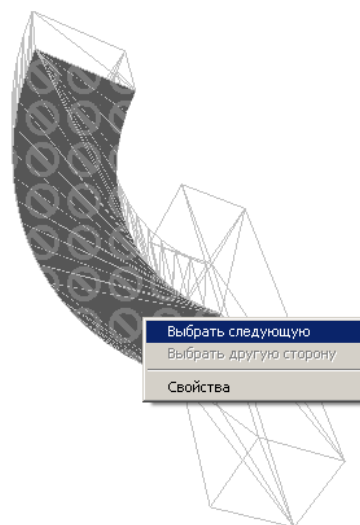 Выбрать следующую
Выбрать другую сторону
Свойства